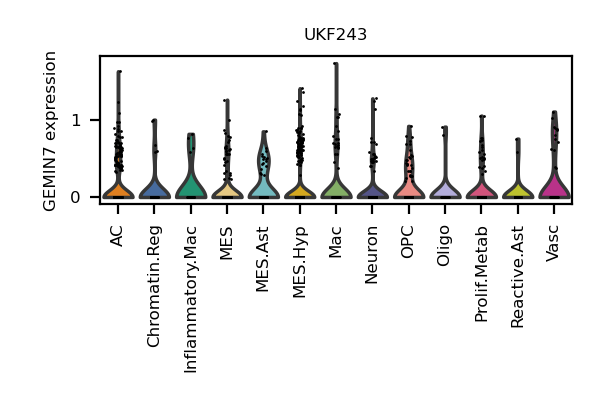 UKF243
GEMIN7 expression
1
0
AC
Chromatin.Reg
Inflammatory.Mac
MES
MES.Ast
MES.Hyp
Mac
Neuron
OPC
Oligo
Prolif.Metab
Reactive.Ast
Vasc